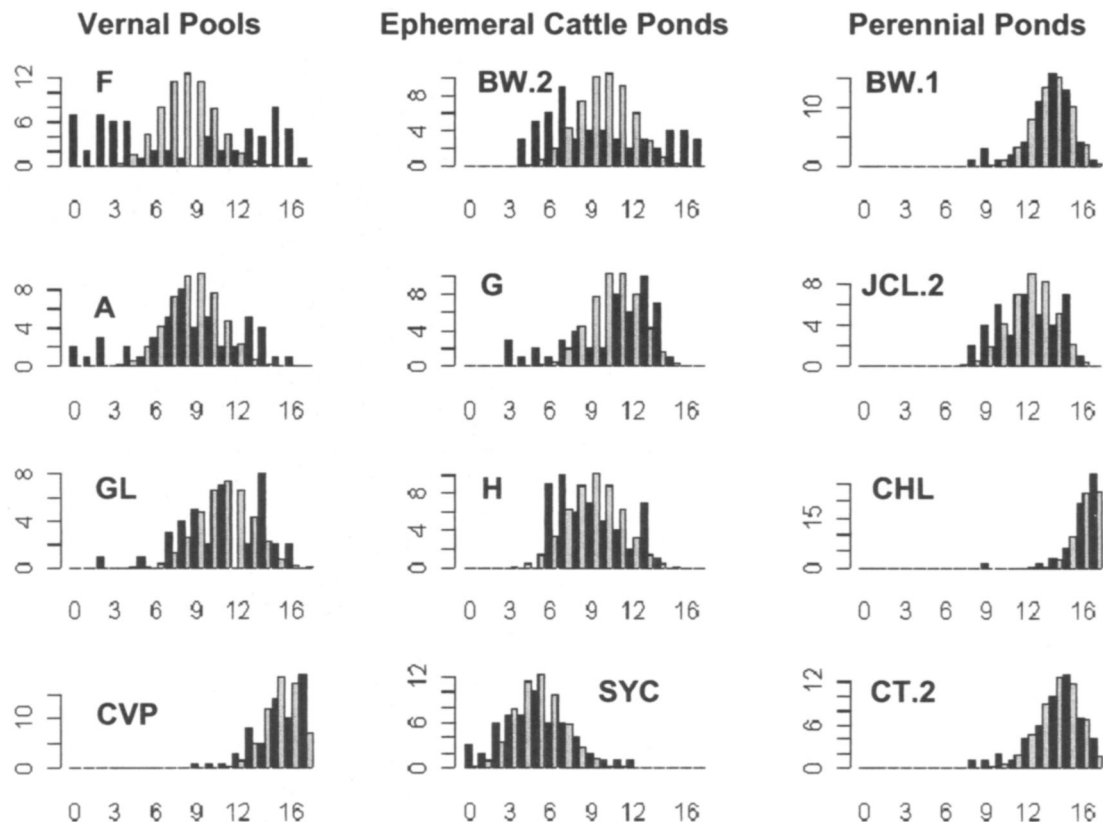 Vernal Pools
Ephemeral Cattle Ponds
Perennial Ponds
F
0 6 12
0 3 6 9 12 16
BW.2
0 4 8
0 3 6 9 12 16
BW.1
0 10
0 3 6 9 12 16
A
0 4 8
0 3 6 9 12 16
G
0 4 8
0 3 6 9 12 16
JCL.2
0 4 8
0 3 6 9 12 16
GL
0 4 8
0 3 6 9 12 16
H
0 4 8
0 3 6 9 12 16
CHL
0 15
0 3 6 9 12 16
CVP
0 10
0 3 6 9 12 16
SYC
0 6 12
0 3 6 9 12 16
CT.2
0 6 12
0 3 6 9 12 16